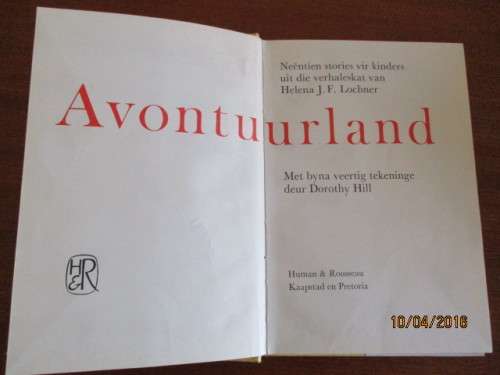 Neëntien stories vir kinders
uit die verhaleskat van
Helena J. F. Lochner
Avontuurland
Met byna veertig tekeninge
deur Dorothy Hill
H&R
Human & Rousseau
Kaapstad en Pretoria
10/04/2016